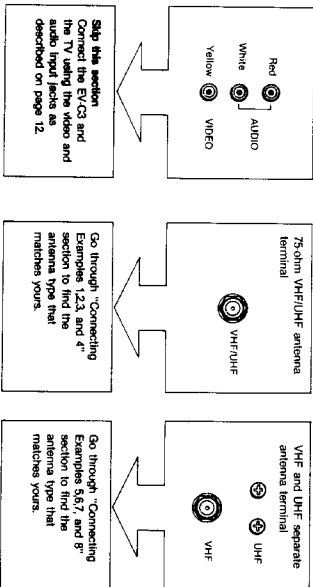 Red
White
AUDIO
Yellow
VIDEO
Skip this section
Connect the EV-C3 and
the TV using the video and
audio input jacks as
described on page 12.
75-ohm VHF/UHF antenna
terminal
VHF/UHF
Go through "Connecting
Examples 1,2,3, and 4"
section to find the
antenna type that
matches yours.
VHF and UHF separate
antenna terminal
UHF
VHF
Go through "Connecting
Examples 5,6,7, and 8"
section to find the
antenna type that
matches yours.